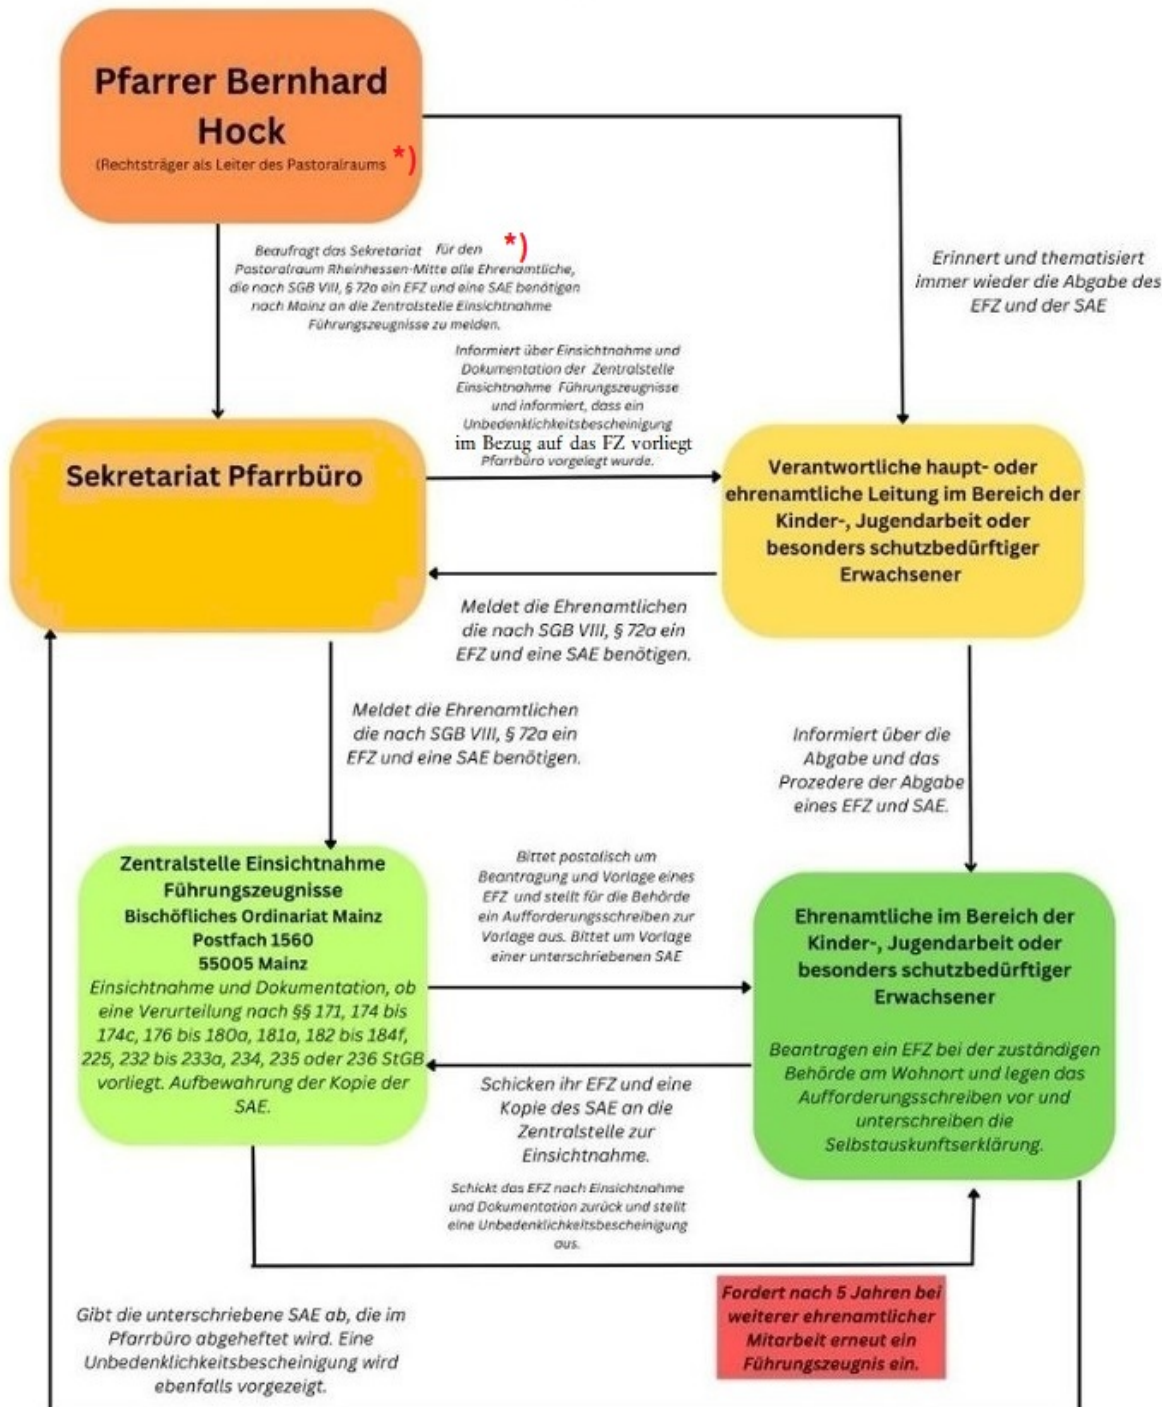 Pfarrer Bernhard
Hock
(Rechtsträger als Leiter des Pastoralraums *)
Beaufragt das Sekretariat für den *)
Pastoralraum Rheinhessen-Mitte alle Ehrenamtliche,
die nach SGB VIII, § 72a ein EFZ und eine SAE benötigen
nach Mainz an die Zentralstelle Einsichtnahme
Führungszeugnisse zu melden.
Erinnert und thematisiert
immer wieder die Abgabe des
EFZ und der SAE
Informiert über Einsichtnahme und
Dokumentation der Zentralstelle
Einsichtnahme Führungszeugnisse
und informiert, dass ein
Unbedenklichkeitsbescheinigung
im Bezug auf das FZ vorliegt
Pfarrbüro vorgelegt wurde.
Sekretariat Pfarrbüro
Verantwortliche haupt- oder
ehrenamtliche Leitung im Bereich der
Kinder-, Jugendarbeit oder
besonders schutzbedürftiger
Erwachsener
Meldet die Ehrenamtlichen
die nach SGB VIII, § 72a ein
EFZ und eine SAE benötigen.
Meldet die Ehrenamtlichen
die nach SGB VIII, § 72a ein
EFZ und eine SAE benötigen.
Informiert über die
Abgabe und das
Prozedere der Abgabe
eines EFZ und SAE.
Zentralstelle Einsichtnahme
Führungszeugnisse
Bischöfliches Ordinariat Mainz
Postfach 1560
55005 Mainz
Einsichtnahme und Dokumentation, ob
eine Verurteilung nach §§ 171, 174 bis
174c, 176 bis 180a, 181a, 182 bis 184f,
225, 232 bis 233a, 234, 235 oder 236 StGB
vorliegt. Aufbewahrung der Kopie der
SAE.
Bittet postalisch um
Beantragung und Vorlage eines
EFZ und stellt für die Behörde
ein Aufforderungsschreiben zur
Vorlage aus. Bittet um Vorlage
einer unterschriebenen SAE
Ehrenamtliche im Bereich der
Kinder-, Jugendarbeit oder
besonders schutzbedürftiger
Erwachsener
Beantragen ein EFZ bei der zuständigen
Behörde am Wohnort und legen das
Aufforderungsschreiben vor und
unterschreiben die
Selbstauskunftserklärung.
Schicken ihr EFZ und eine
Kopie des SAE an die
Zentralstelle zur
Einsichtnahme.
Schickt das EFZ nach Einsichtnahme
und Dokumentation zurück und stellt
eine Unbedenklichkeitsbescheinigung
aus.
Fordert nach 5 Jahren bei
weiterer ehrenamtlicher
Mitarbeit erneut ein
Führungszeugnis ein.
Gibt die unterschriebene SAE ab, die im
Pfarrbüro abgeheftet wird. Eine
Unbedenklichkeitsbescheinigung wird
ebenfalls vorgezeigt.